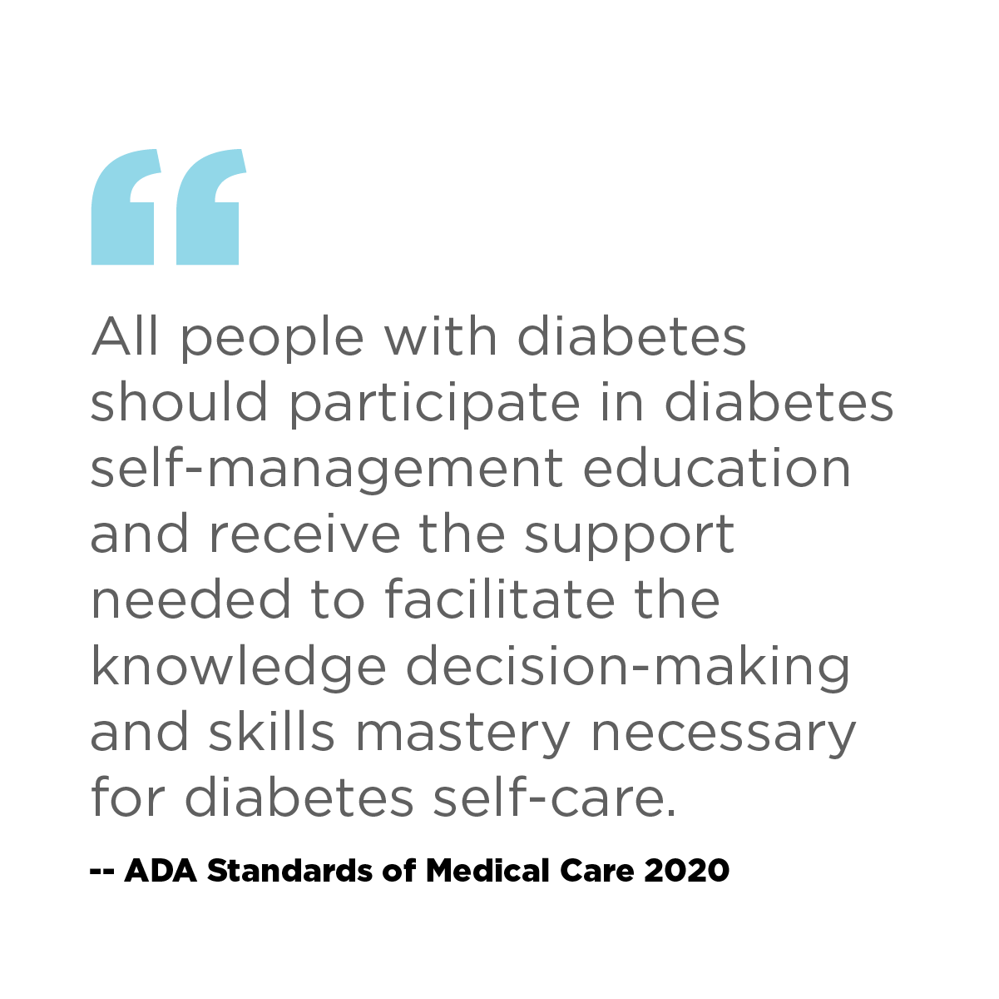 “
All people with diabetes
should participate in diabetes
self-management education
and receive the support
needed to facilitate the
knowledge decision-making
and skills mastery necessary
for diabetes self-care.
-- ADA Standards of Medical Care 2020